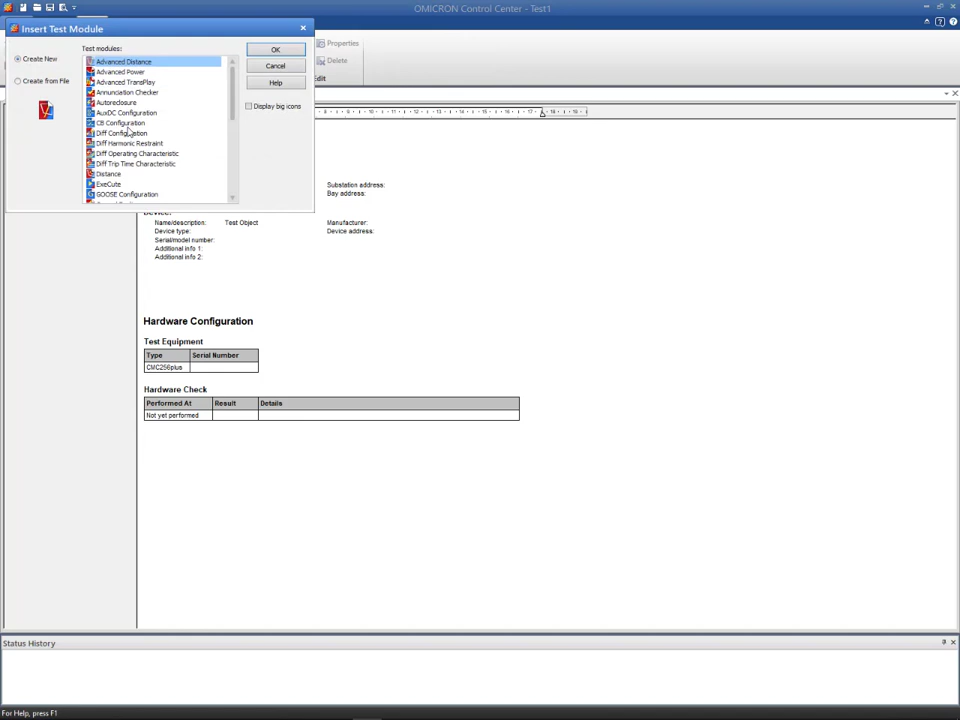 OMICRON Control Center - Test1
Insert Test Module
Create New
Create from File
Test modules:
Advanced Distance
Advanced Power
Advanced TransPlay
Annunciation Checker
Autoreclosure
AuxDC Configuration
CB Configuration
Diff Configuration
Diff Harmonic Restraint
Diff Operating Characteristic
Diff Trip Time Characteristic
Distance
ExeCute
GOOSE Configuration
OK
Cancel
Help
Display big icons
Properties
Delete
Edit
Substation address:
Bay address:
Device:
Name/description: Test Object Manufacturer:
Device type: Device address:
Serial/model number:
Additional info 1:
Additional info 2:
Hardware Configuration
Test Equipment
Type Serial Number
CMC256plus
Hardware Check
Performed At Result Details
Not yet performed
Status History
For Help, press F1